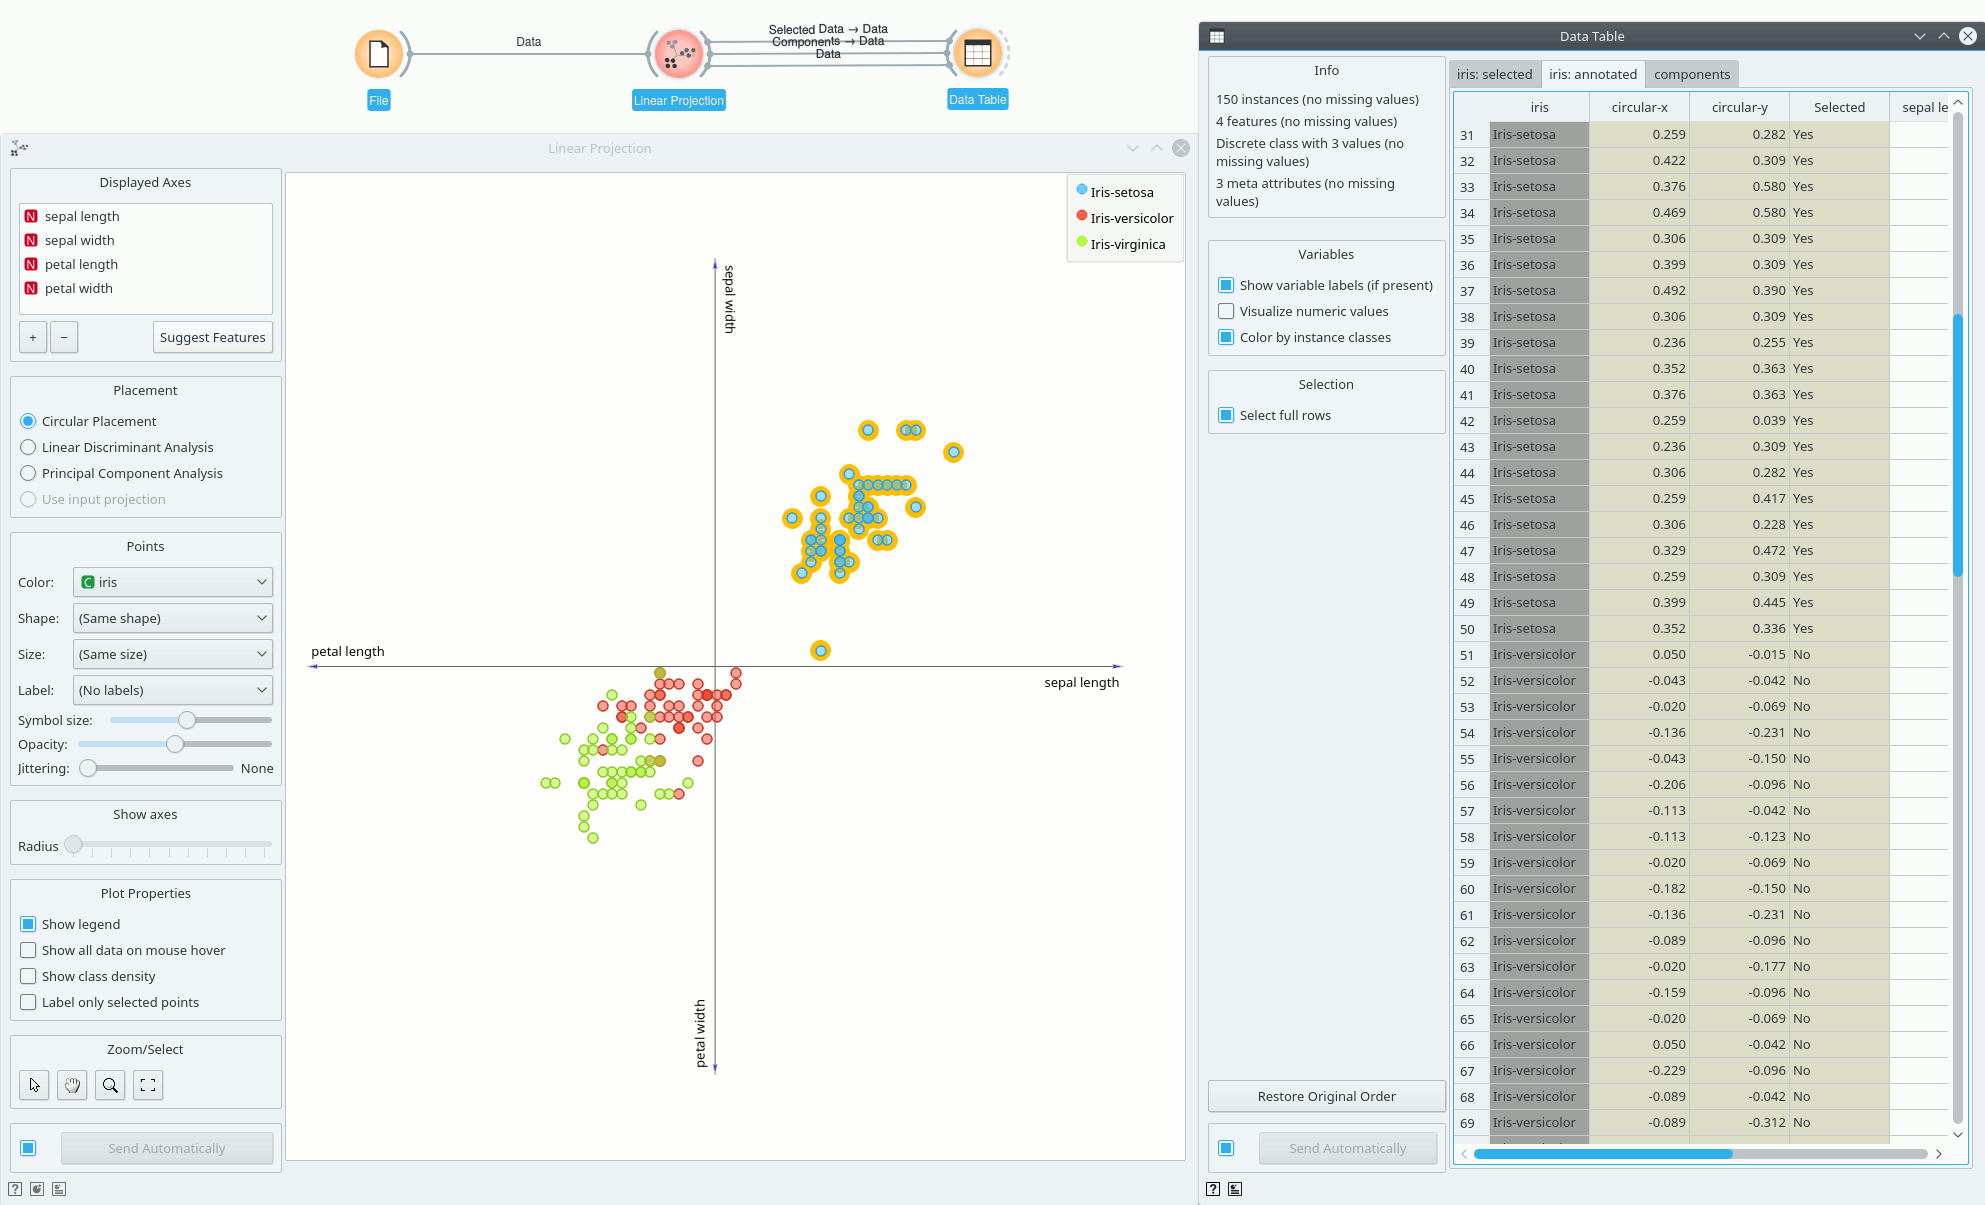 Data
Selected Data → Data
Components → Data
Data
File
Linear Projection
Data Table
Linear Projection
Displayed Axes
N sepal length
N sepal width
N petal length
N petal width
+ − Suggest Features
Placement
Circular Placement
Linear Discriminant Analysis
Principal Component Analysis
Use input projection
Points
Color: C iris
Shape: (Same shape)
Size: (Same size)
Label: (No labels)
Symbol size:
Opacity:
Jittering: None
Show axes
Radius
Plot Properties
Show legend
Show all data on mouse hover
Show class density
Label only selected points
Zoom/Select
Send Automatically
?
Iris-setosa
Iris-versicolor
Iris-virginica
sepal width
petal length
sepal length
petal width
Data Table
Info
150 instances (no missing values)
4 features (no missing values)
Discrete class with 3 values (no
missing values)
3 meta attributes (no missing
values)
Variables
Show variable labels (if present)
Visualize numeric values
Color by instance classes
Selection
Select full rows
Restore Original Order
Send Automatically
?
iris: selected iris: annotated components
iris circular-x circular-y Selected sepal le
31 Iris-setosa 0.259 0.282 Yes
32 Iris-setosa 0.422 0.309 Yes
33 Iris-setosa 0.376 0.580 Yes
34 Iris-setosa 0.469 0.580 Yes
35 Iris-setosa 0.306 0.309 Yes
36 Iris-setosa 0.399 0.309 Yes
37 Iris-setosa 0.492 0.390 Yes
38 Iris-setosa 0.306 0.309 Yes
39 Iris-setosa 0.236 0.255 Yes
40 Iris-setosa 0.352 0.363 Yes
41 Iris-setosa 0.376 0.363 Yes
42 Iris-setosa 0.259 0.039 Yes
43 Iris-setosa 0.236 0.309 Yes
44 Iris-setosa 0.306 0.282 Yes
45 Iris-setosa 0.259 0.417 Yes
46 Iris-setosa 0.306 0.228 Yes
47 Iris-setosa 0.329 0.472 Yes
48 Iris-setosa 0.259 0.309 Yes
49 Iris-setosa 0.399 0.445 Yes
50 Iris-setosa 0.352 0.336 Yes
51 Iris-versicolor 0.050 -0.015 No
52 Iris-versicolor -0.043 -0.042 No
53 Iris-versicolor -0.020 -0.069 No
54 Iris-versicolor -0.136 -0.231 No
55 Iris-versicolor -0.043 -0.150 No
56 Iris-versicolor -0.206 -0.096 No
57 Iris-versicolor -0.113 -0.042 No
58 Iris-versicolor -0.113 -0.123 No
59 Iris-versicolor -0.020 -0.069 No
60 Iris-versicolor -0.182 -0.150 No
61 Iris-versicolor -0.136 -0.231 No
62 Iris-versicolor -0.089 -0.096 No
63 Iris-versicolor -0.020 -0.177 No
64 Iris-versicolor -0.159 -0.096 No
65 Iris-versicolor -0.020 -0.069 No
66 Iris-versicolor 0.050 -0.042 No
67 Iris-versicolor -0.229 -0.096 No
68 Iris-versicolor -0.089 -0.042 No
69 Iris-versicolor -0.089 -0.312 No